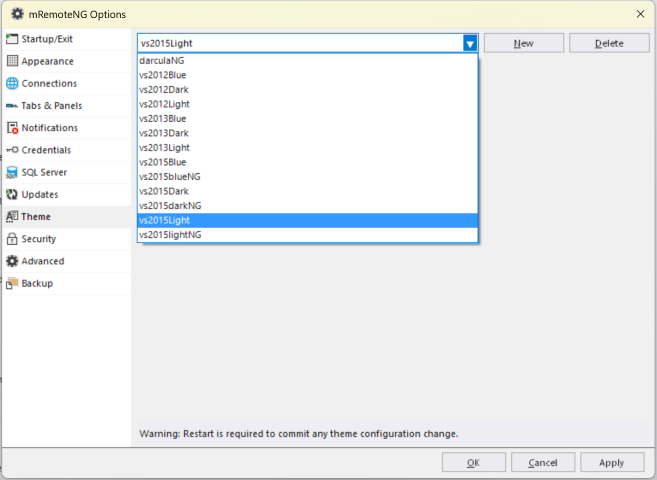 mRemoteNG Options
Startup/Exit
Appearance
Connections
Tabs & Panels
Notifications
Credentials
SQL Server
Updates
Theme
Security
Advanced
Backup
vs2015Light
New
Delete
darculaNG
vs2012Blue
vs2012Dark
vs2012Light
vs2013Blue
vs2013Dark
vs2013Light
vs2015Blue
vs2015blueNG
vs2015Dark
vs2015darkNG
vs2015Light
vs2015lightNG
Warning: Restart is required to commit any theme configuration change.
OK
Cancel
Apply